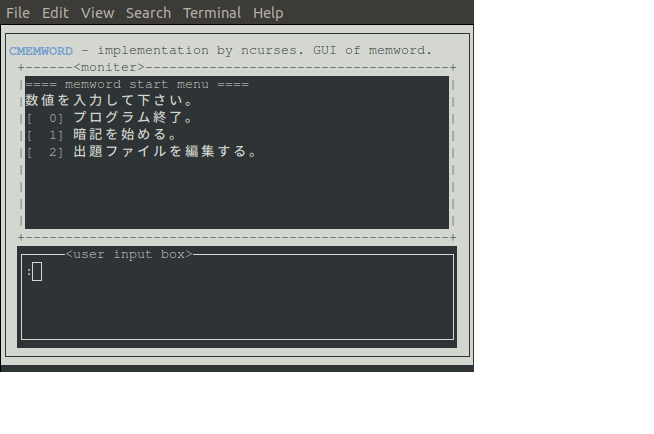 File Edit View Search Terminal Help
CMEMWORD - implementation by ncurses. GUI of memword.
+------<moniter>--------------------------------------+
==== memword start menu ====
数値を入力して下さい。
[  0] プログラム終了。
[  1] 暗記を始める。
[  2] 出題ファイルを編集する。
<user input box>
: